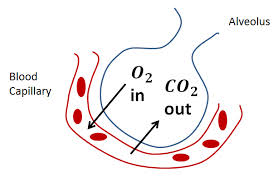 Alveolus
Blood
Capillary
O₂
in
CO₂
out